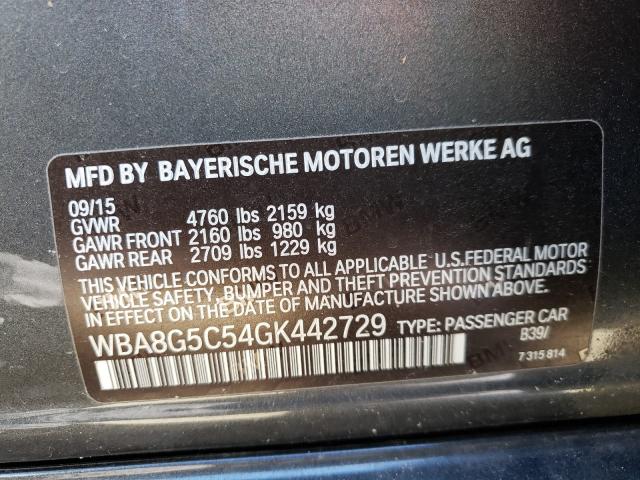 MFD BY BAYERISCHE MOTOREN WERKE AG
09/15
GVWR 4760 lbs 2159 kg
GAWR FRONT 2160 lbs 980 kg
GAWR REAR 2709 lbs 1229 kg
THIS VEHICLE CONFORMS TO ALL APPLICABLE U.S.FEDERAL MOTOR
VEHICLE SAFETY, BUMPER AND THEFT PREVENTION STANDARDS
IN EFFECT ON THE DATE OF MANUFACTURE SHOWN ABOVE.
WBA8G5C54GK442729 TYPE: PASSENGER CAR
B39/
7 315 814